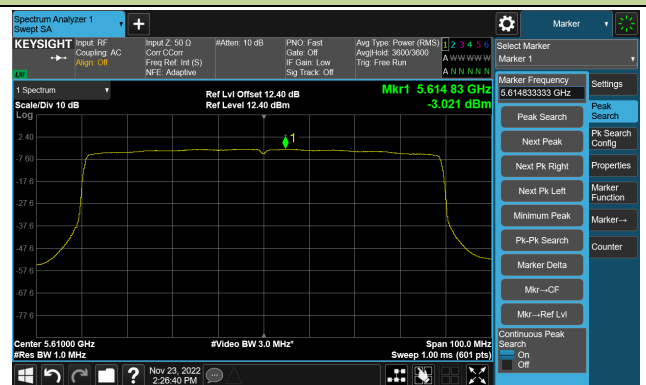 Spectrum Analyzer 1
Swept SA
+
Marker
KEYSIGHT
LXI
Input: RF
Coupling: AC
Align: Off
Input Z: 50 Ω
Corr CCorr
Freq Ref: Int (S)
NFE: Adaptive
#Atten: 10 dB
PNO: Fast
Gate: Off
IF Gain: Low
Sig Track: Off
Avg Type: Power (RMS)
Avg|Hold: 3600/3600
Trig: Free Run
1 2 3 4 5 6
A W W W W W
A N N N N N
1 Spectrum
Scale/Div 10 dB
Log
Ref Lvl Offset 12.40 dB
Ref Level 12.40 dBm
Mkr1 5.614 83 GHz
-3.021 dBm
1
2.40
-7.60
-17.6
-27.6
-37.6
-47.6
-57.6
-67.6
-77.6
Center 5.61000 GHz
#Res BW 1.0 MHz
#Video BW 3.0 MHz*
Span 100.0 MHz
Sweep 1.00 ms (601 pts)
Select Marker
Marker 1
Marker Frequency
5.614833333 GHz
Peak Search
Next Peak
Next Pk Right
Next Pk Left
Minimum Peak
Pk-Pk Search
Marker Delta
Mkr→CF
Mkr→Ref Lvl
Continuous Peak
Search
On
Off
Settings
Peak
Search
Pk Search
Config
Properties
Marker
Function
Marker→
Counter
?
Nov 23, 2022
2:26:40 PM